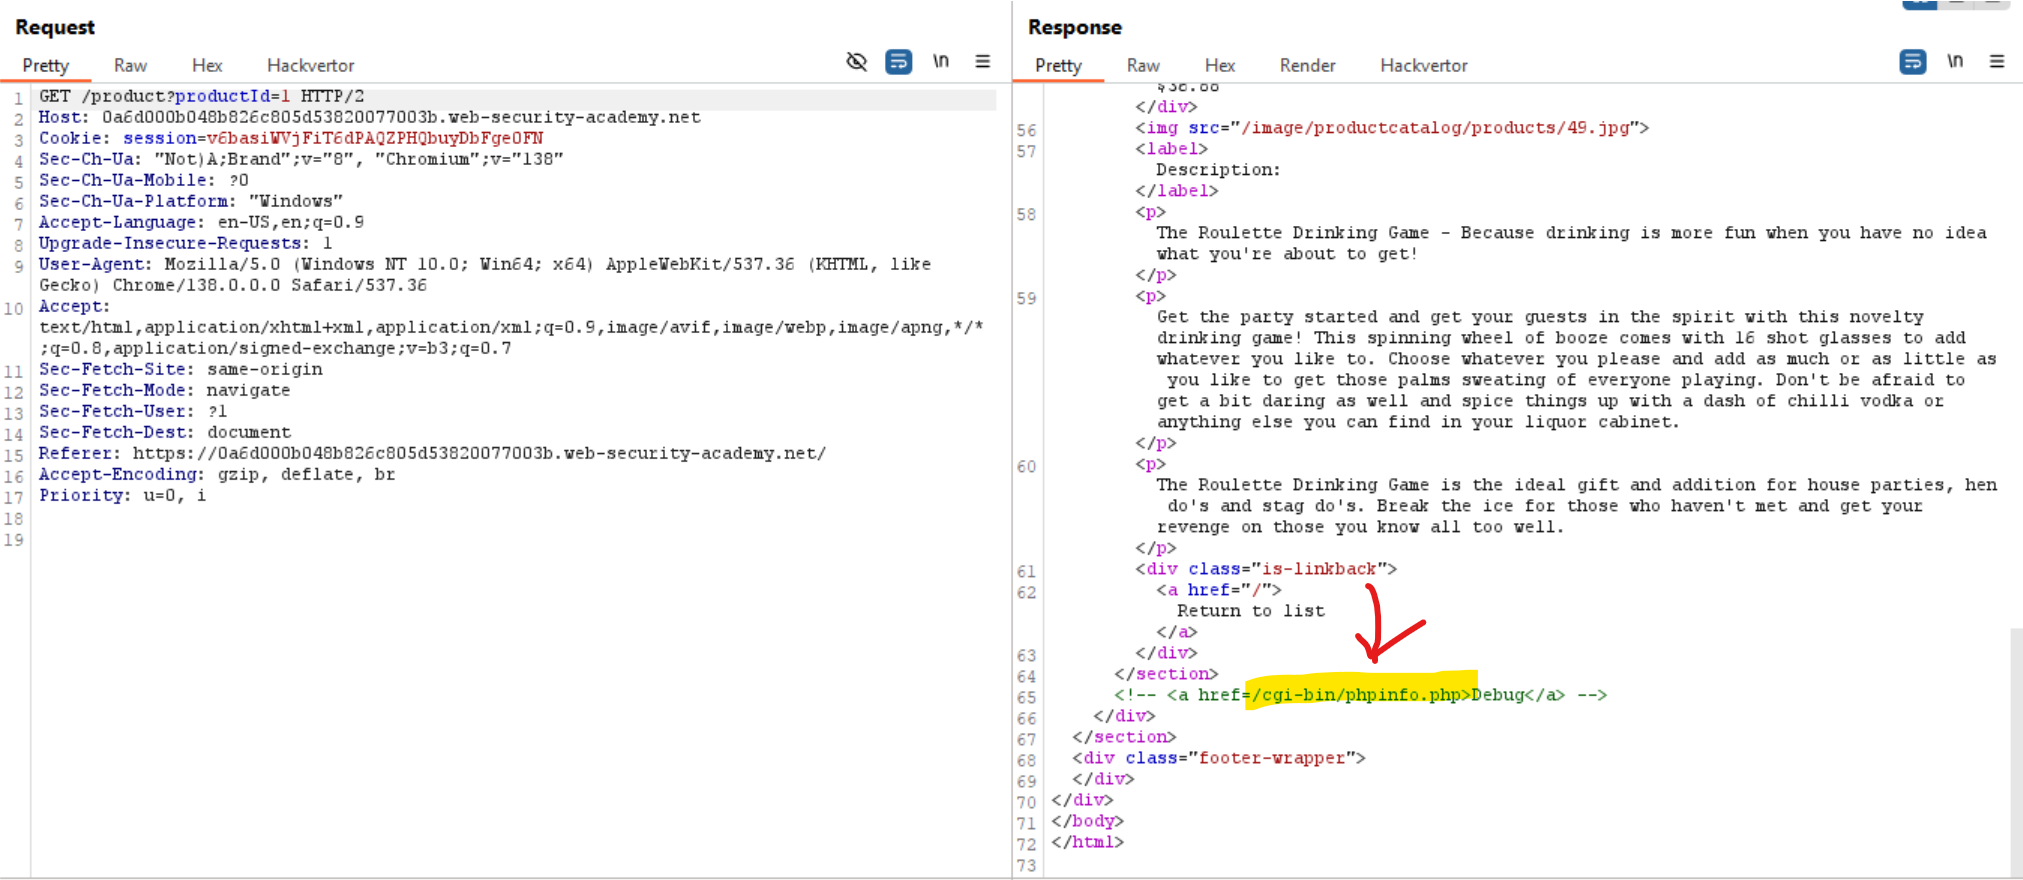 Request
Pretty Raw Hex Hackvertor \n
1 GET /product?productId=1 HTTP/2
2 Host: 0a6d000b048b826c805d53820077003b.web-security-academy.net
3 Cookie: session=v6basiWVjFiT6dPAQZPHQbuyDbFge0FN
4 Sec-Ch-Ua: "Not)A;Brand";v="8", "Chromium";v="138"
5 Sec-Ch-Ua-Mobile: ?0
6 Sec-Ch-Ua-Platform: "Windows"
7 Accept-Language: en-US,en;q=0.9
8 Upgrade-Insecure-Requests: 1
9 User-Agent: Mozilla/5.0 (Windows NT 10.0; Win64; x64) AppleWebKit/537.36 (KHTML, like
Gecko) Chrome/138.0.0.0 Safari/537.36
10 Accept:
text/html,application/xhtml+xml,application/xml;q=0.9,image/avif,image/webp,image/apng,*/*
;q=0.8,application/signed-exchange;v=b3;q=0.7
11 Sec-Fetch-Site: same-origin
12 Sec-Fetch-Mode: navigate
13 Sec-Fetch-User: ?1
14 Sec-Fetch-Dest: document
15 Referer: https://0a6d000b048b826c805d53820077003b.web-security-academy.net/
16 Accept-Encoding: gzip, deflate, br
17 Priority: u=0, i
18
19
Response
Pretty Raw Hex Render Hackvertor \n
</div>
56 <img src="/image/productcatalog/products/49.jpg">
57 <label>
Description:
</label>
58 <p>
The Roulette Drinking Game - Because drinking is more fun when you have no idea
what you're about to get!
</p>
59 <p>
Get the party started and get your guests in the spirit with this novelty
drinking game! This spinning wheel of booze comes with 16 shot glasses to add
whatever you like to. Choose whatever you please and add as much or as little as
you like to get those palms sweating of everyone playing. Don't be afraid to
get a bit daring as well and spice things up with a dash of chilli vodka or
anything else you can find in your liquor cabinet.
</p>
60 <p>
The Roulette Drinking Game is the ideal gift and addition for house parties, hen
do's and stag do's. Break the ice for those who haven't met and get your
revenge on those you know all too well.
</p>
61 <div class="is-linkback">
62 <a href="/">
Return to list
</a>
63 </div>
64 </section>
65 <!-- <a href=/cgi-bin/phpinfo.php>Debug</a> -->
66 </div>
67 </section>
68 <div class="footer-wrapper">
69 </div>
70 </div>
71 </body>
72 </html>
73